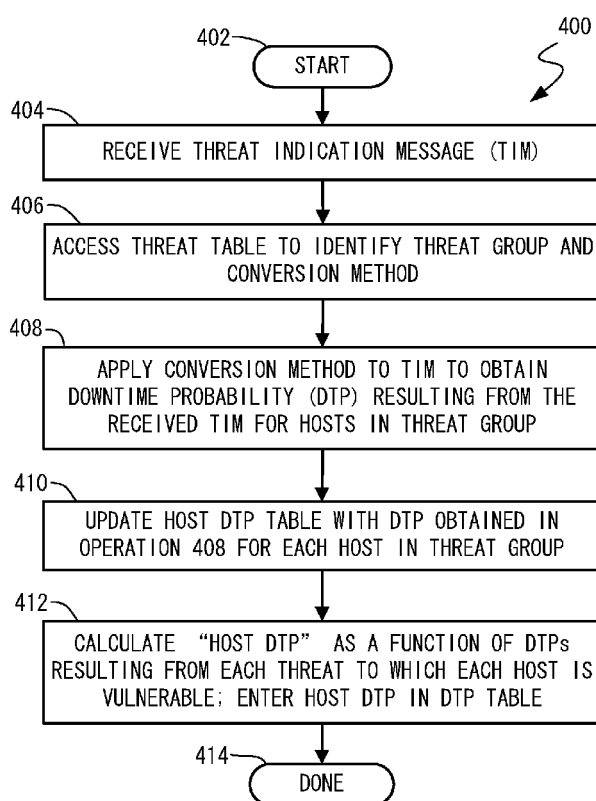 400
402
START
404
RECEIVE THREAT INDICATION MESSAGE (TIM)
406
ACCESS THREAT TABLE TO IDENTIFY THREAT GROUP AND
CONVERSION METHOD
408
APPLY CONVERSION METHOD TO TIM TO OBTAIN
DOWNTIME PROBABILITY (DTP) RESULTING FROM THE
RECEIVED TIM FOR HOSTS IN THREAT GROUP
410
UPDATE HOST DTP TABLE WITH DTP OBTAINED IN
OPERATION 408 FOR EACH HOST IN THREAT GROUP
412
CALCULATE “HOST DTP” AS A FUNCTION OF DTPs
RESULTING FROM EACH THREAT TO WHICH EACH HOST IS
VULNERABLE; ENTER HOST DTP IN DTP TABLE
414
DONE